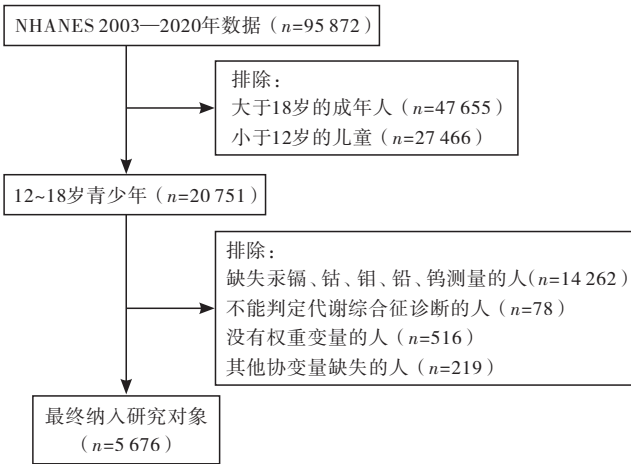 NHANES 2003—2020年数据（n=95 872）
排除：
大于18岁的成年人（n=47 655）
小于12岁的儿童（n=27 466）
12~18岁青少年（n=20 751）
排除：
缺失汞镉、钴、钼、铅、钨测量的人(n=14 262)
不能判定代谢综合征诊断的人（n=78）
没有权重变量的人（n=516）
其他协变量缺失的人（n=219）
最终纳入研究对象
（n=5 676）